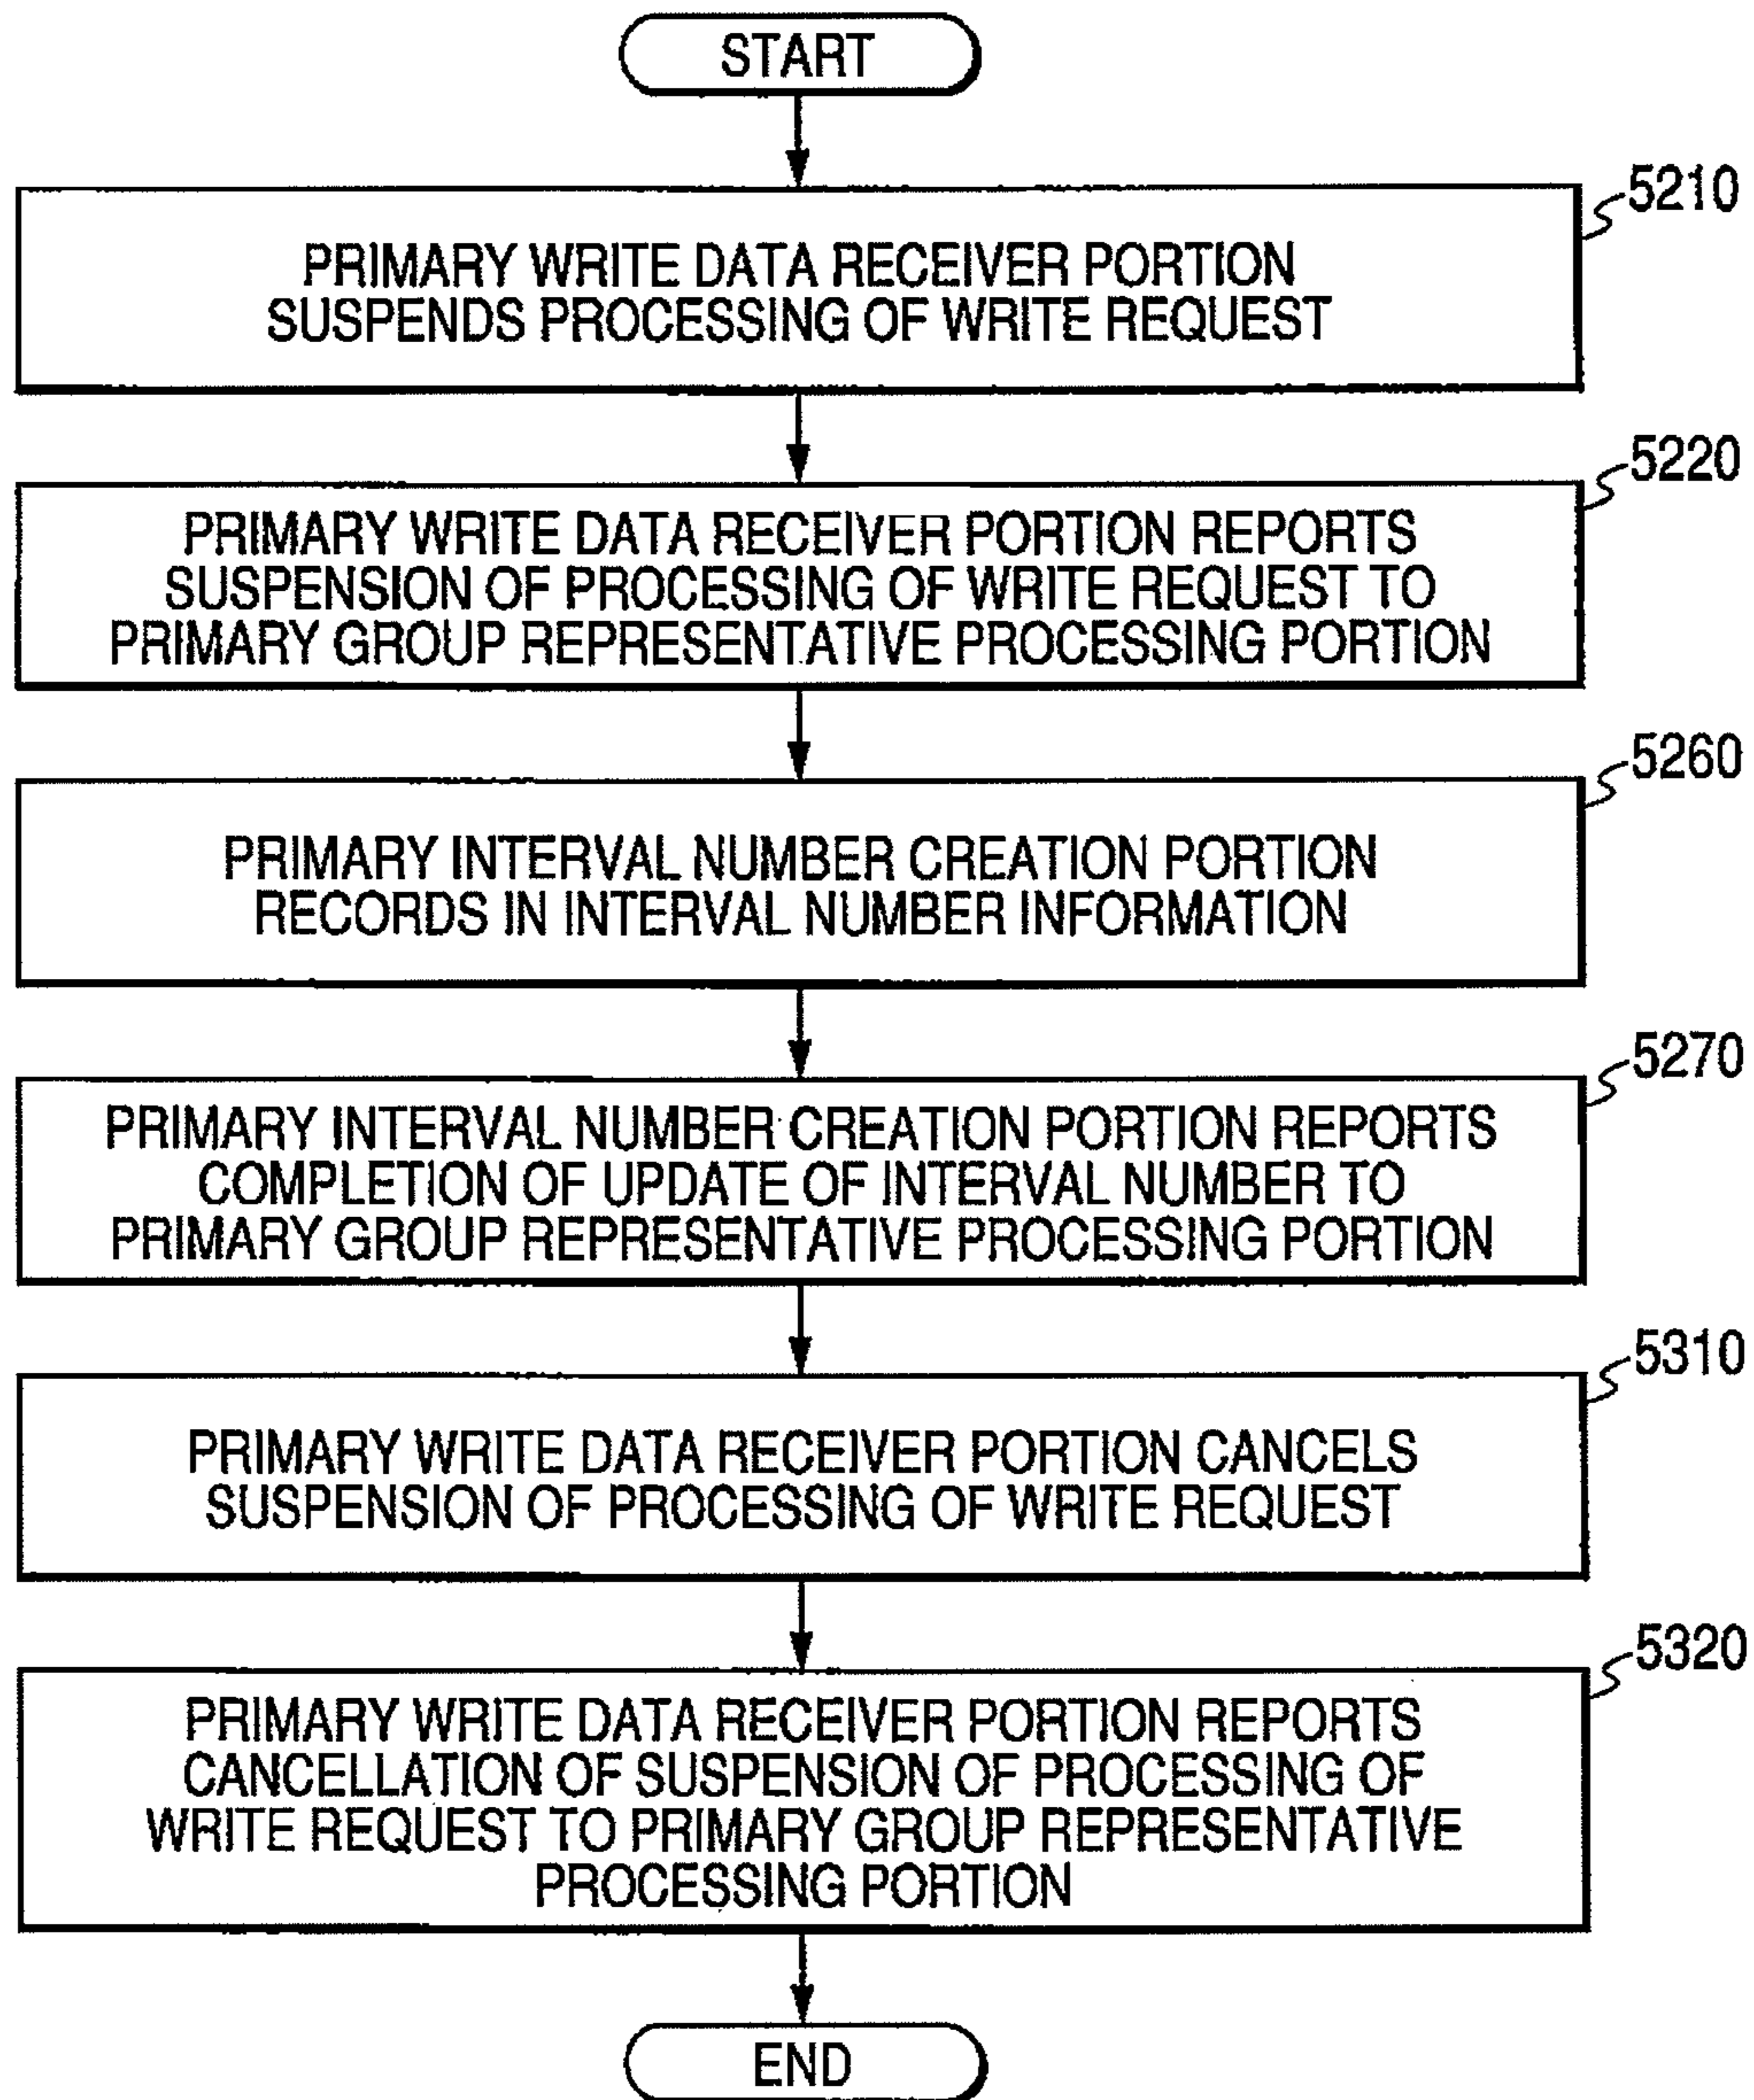 START
5210
PRIMARY WRITE DATA RECEIVER PORTION
SUSPENDS PROCESSING OF WRITE REQUEST
5220
PRIMARY WRITE DATA RECEIVER PORTION REPORTS
SUSPENSION OF PROCESSING OF WRITE REQUEST TO
PRIMARY GROUP REPRESENTATIVE PROCESSING PORTION
5260
PRIMARY INTERVAL NUMBER CREATION PORTION
RECORDS IN INTERVAL NUMBER INFORMATION
5270
PRIMARY INTERVAL NUMBER CREATION PORTION REPORTS
COMPLETION OF UPDATE OF INTERVAL NUMBER TO
PRIMARY GROUP REPRESENTATIVE PROCESSING PORTION
5310
PRIMARY WRITE DATA RECEIVER PORTION CANCELS
SUSPENSION OF PROCESSING OF WRITE REQUEST
5320
PRIMARY WRITE DATA RECEIVER PORTION REPORTS
CANCELLATION OF SUSPENSION OF PROCESSING OF
WRITE REQUEST TO PRIMARY GROUP REPRESENTATIVE
PROCESSING PORTION
END